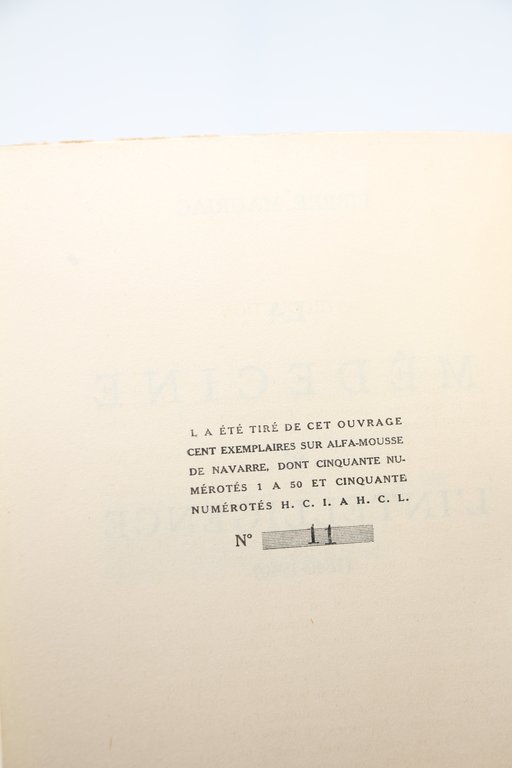 L A ÉTÉ TIRÉ DE CET OUVRAGE
CENT EXEMPLAIRES SUR ALFA-MOUSSE
DE NAVARRE, DONT CINQUANTE NU-
MÉROTÉS 1 A 50 ET CINQUANTE
NUMÉROTÉS H. C. I. A H. C. L.
N° 11
MÉDECINE